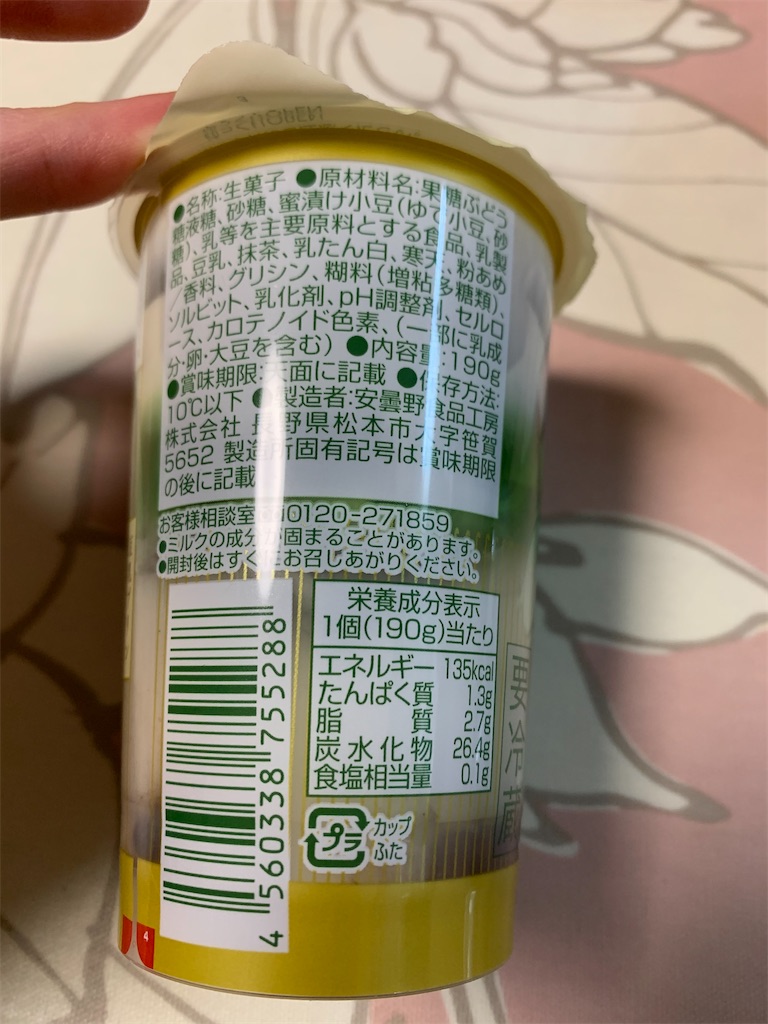 OPEN
●名称:生菓子 ●原材料名:果糖ぶどう
糖液糖、砂糖、蜜漬け小豆(ゆで小豆、砂
糖)、乳等を主要原料とする食品、乳製
品、豆乳、抹茶、乳たん白、寒天、粉あめ
/香料、グリシン、糊料(増粘多糖類)、
ソルビット、乳化剤、pH調整剤、セルロ
ース、カロテノイド色素、(一部に乳成
分・卵・大豆を含む) ●内容量:190g
●賞味期限:上面に記載 ●保存方法:
10℃以下 ●製造者:安曇野食品工房
株式会社 長野県松本市大字笹賀
5652 製造所固有記号は賞味期限
の後に記載
お客様相談室 0120-271859
●ミルクの成分が固まることがあります。
●開封後はすぐにお召しあがりください。
栄養成分表示
1個(190g)当たり
エネルギー 135kcal
たんぱく質 1.3g
脂質 2.7g
炭水化物 26.4g
食塩相当量 0.1g
4 560338 755288
プラ カップ
ふた
要冷蔵
4